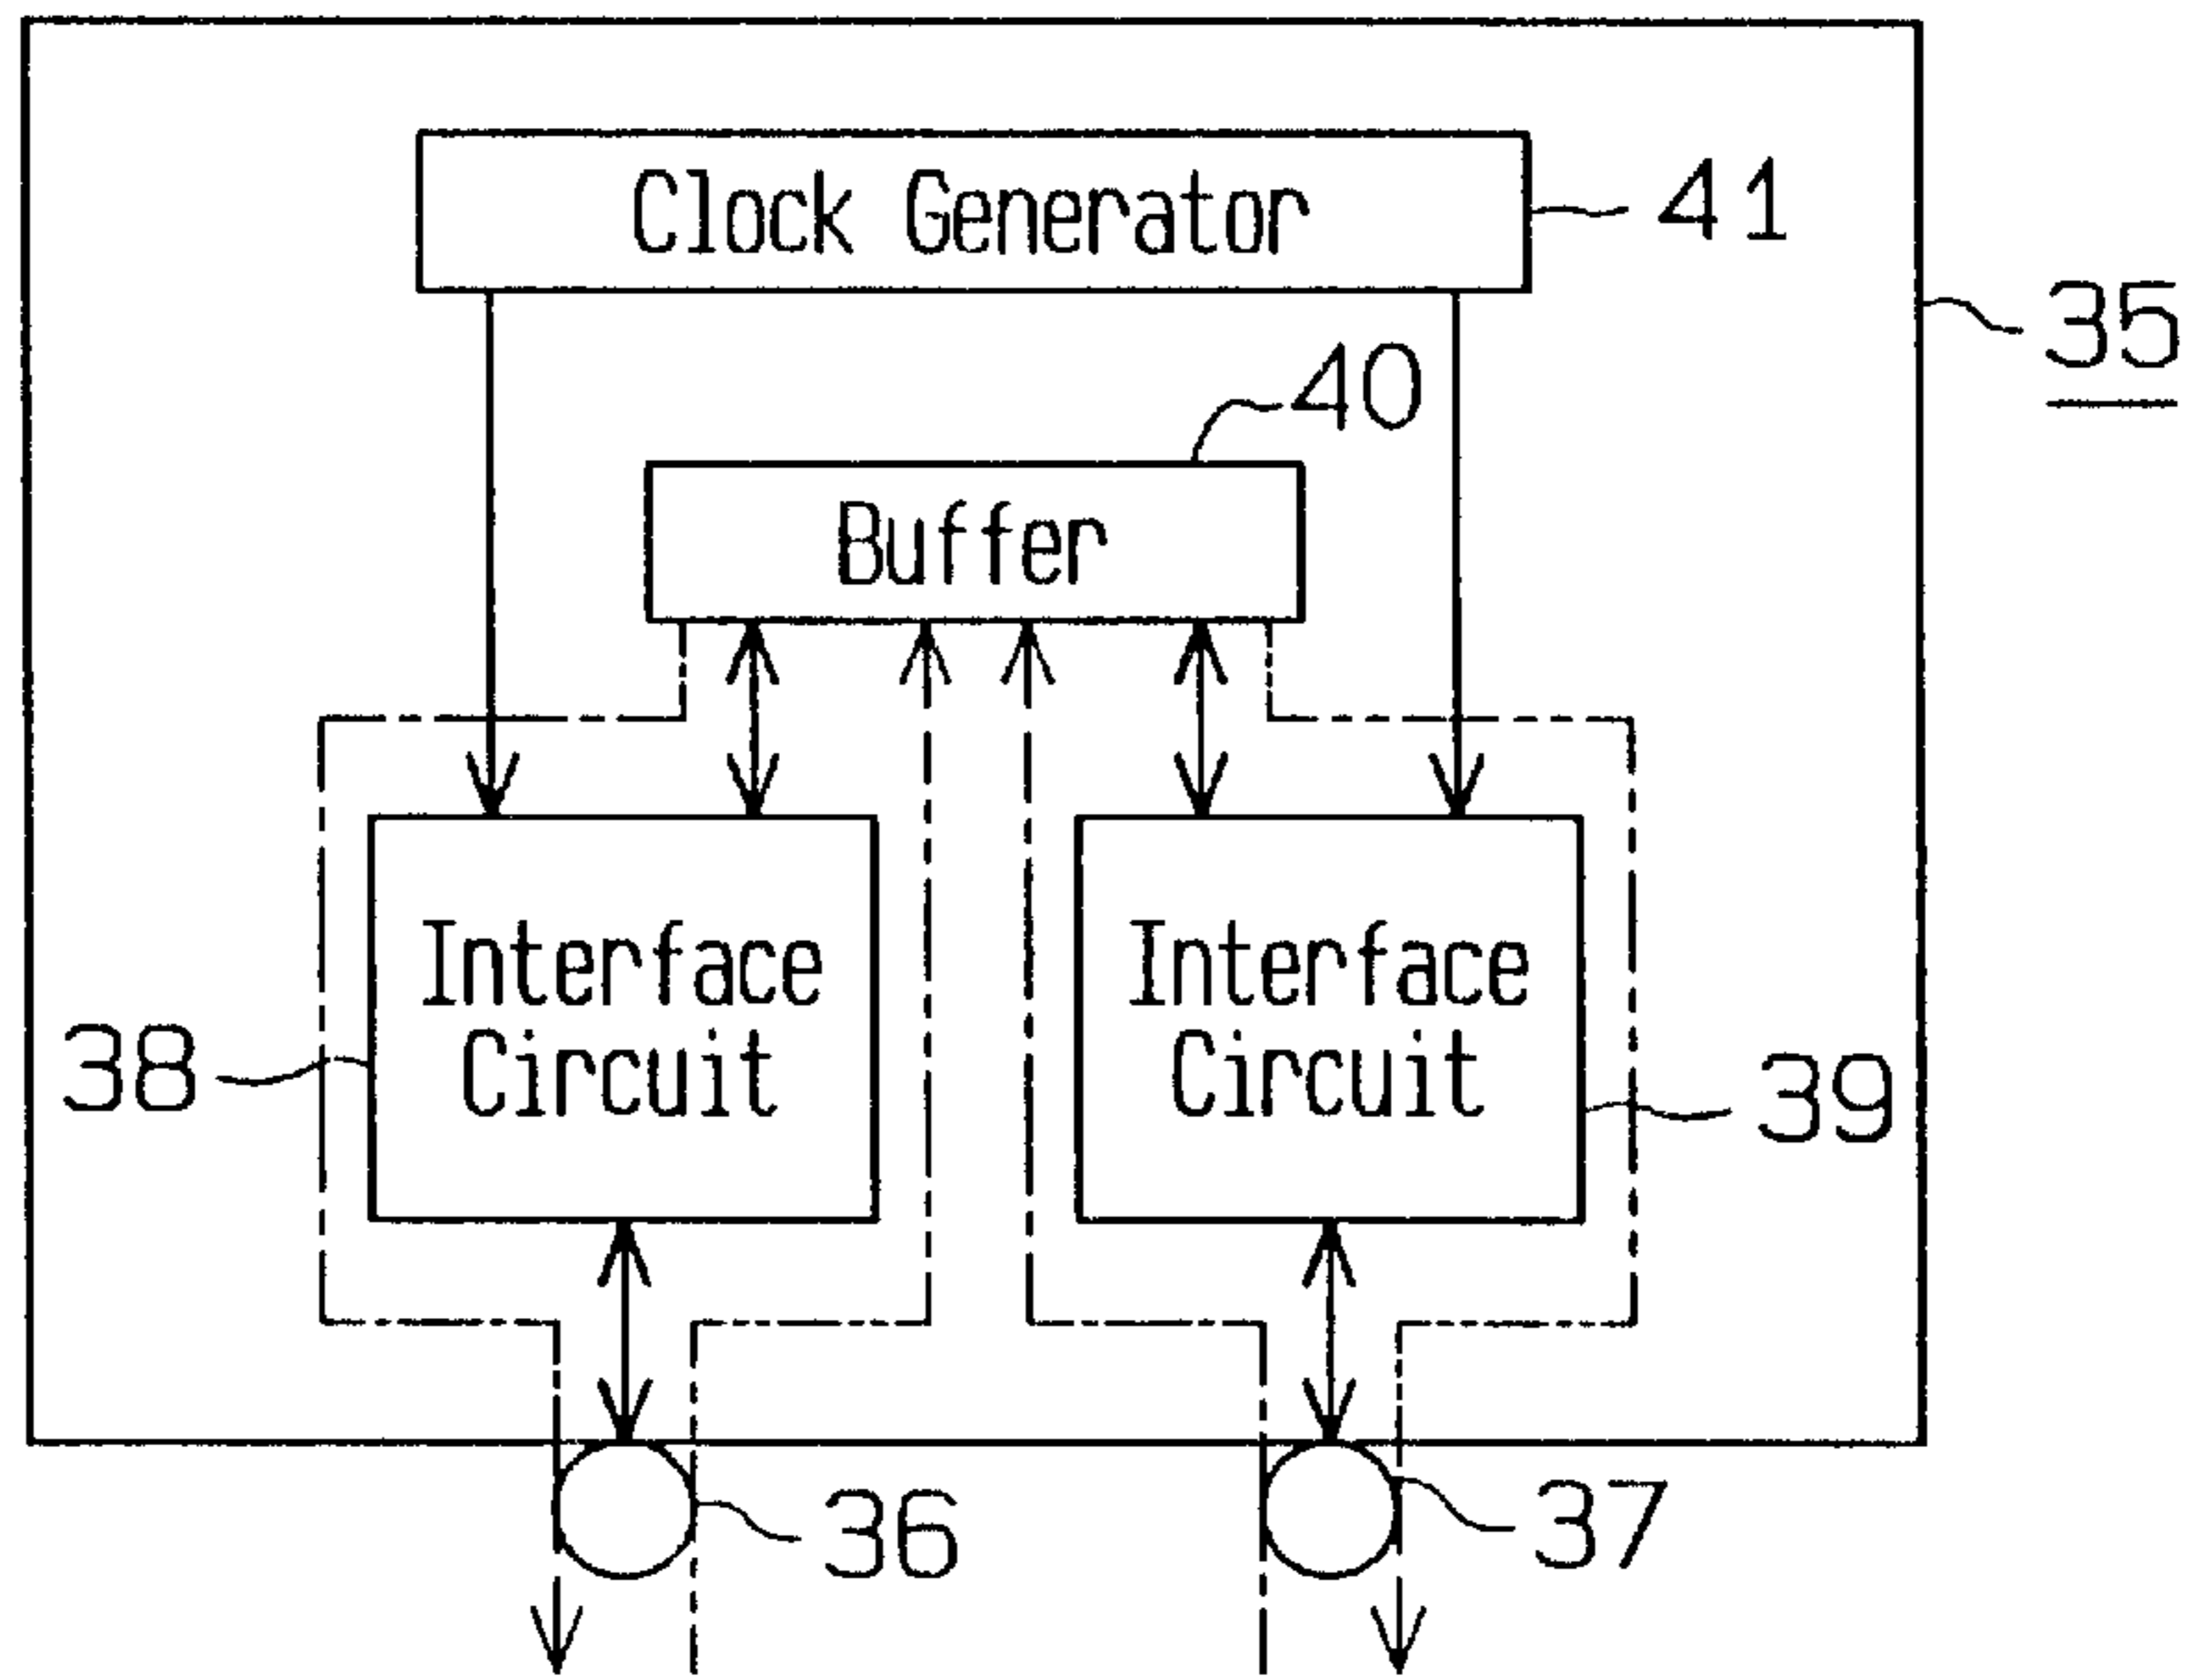 Clock Generator
41
35
40
Buffer
Interface
Circuit
Interface
Circuit
38
39
36
37